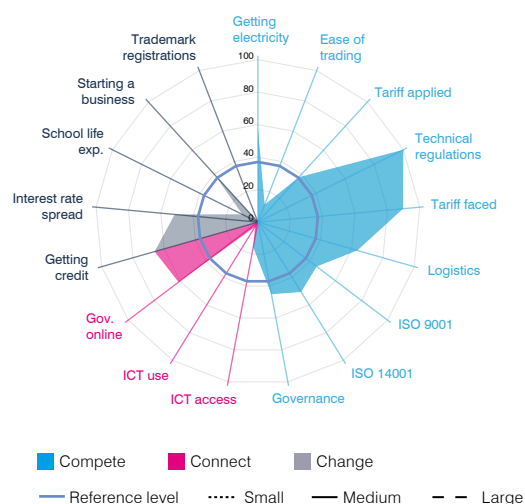 Getting
electricity
Ease of
trading
Tariff applied
Technical
regulations
Tariff faced
Logistics
ISO 9001
ISO 14001
Governance
ICT access
ICT use
Gov.
online
Getting
credit
Interest rate
spread
School life
exp.
Starting a
business
Trademark
registrations
100
80
60
40
20
0
Compete Connect Change
Reference level Small Medium Large